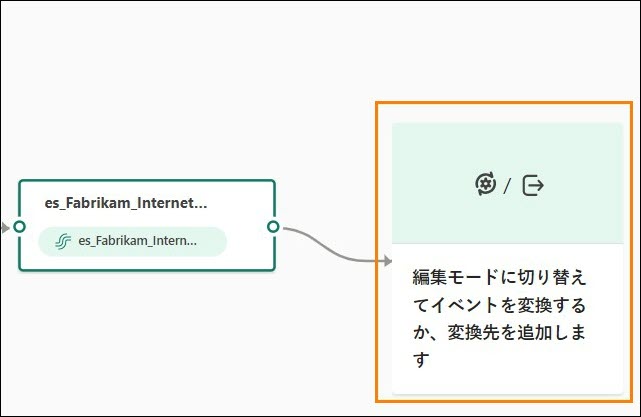 es_Fabrikam_Internet...
es_Fabrikam_Intern...
/
編集モードに切り替え
てイベントを変換する
か、変換先を追加しま
す